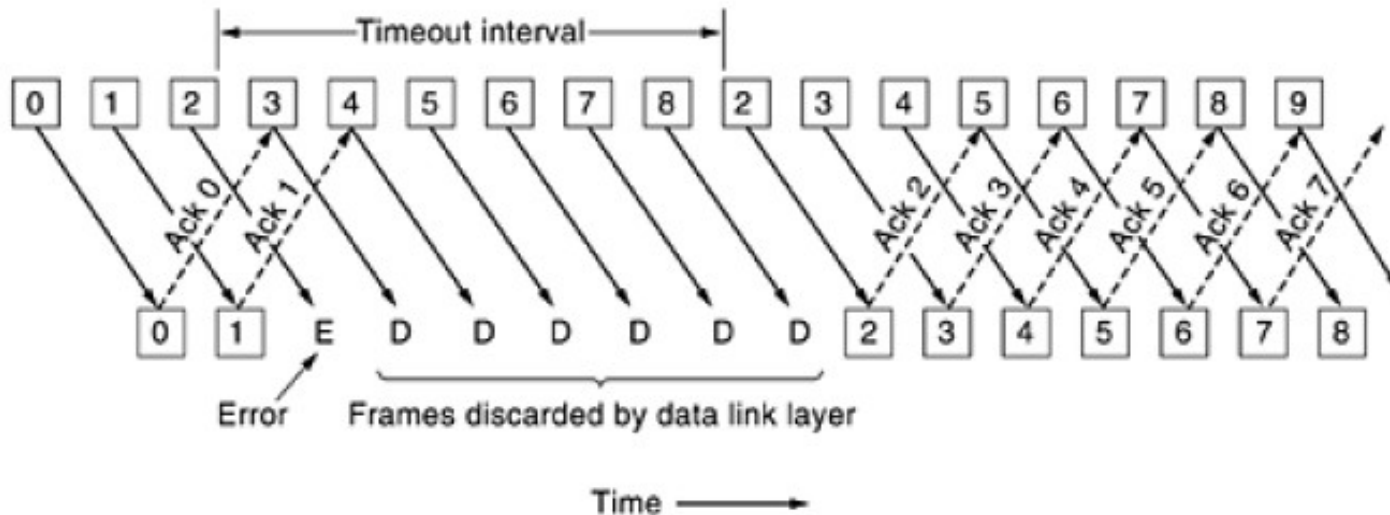 Timeout interval
0 1 2 3 4 5 6 7 8 2 3 4 5 6 7 8 9
Ack 0 Ack 1 Ack 2 Ack 3 Ack 4 Ack 5 Ack 6 Ack 7
0 1 E D D D D D D 2 3 4 5 6 7 8
Error Frames discarded by data link layer
Time